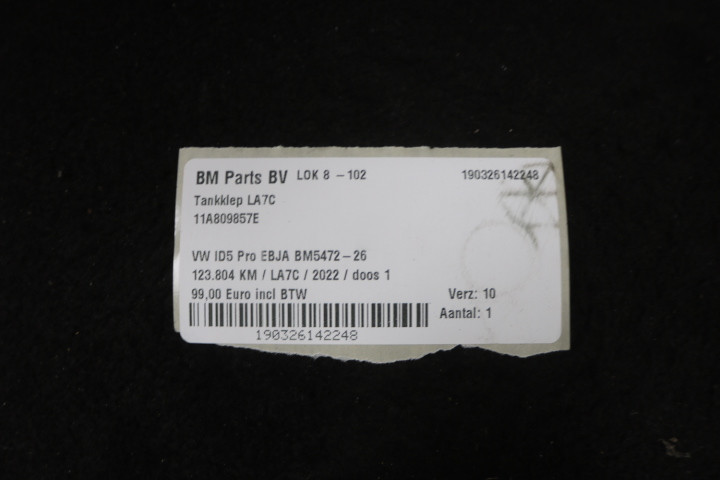 BM Parts BV LOK 8 - 102 190326142248
Tankklep LA7C
11A809857E
VW ID5 Pro EBJA BM5472-26
123.804 KM / LA7C / 2022 / doos 1
99,00 Euro incl BTW Verz: 10
Aantal: 1
190326142248